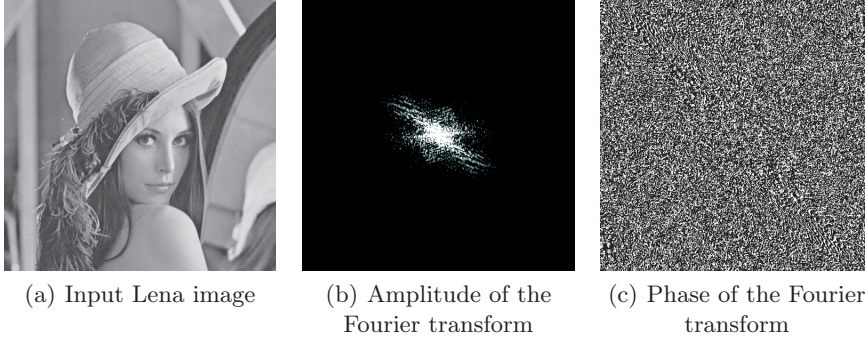 (a) Input Lena image
(b) Amplitude of the
Fourier transform
(c) Phase of the Fourier
transform